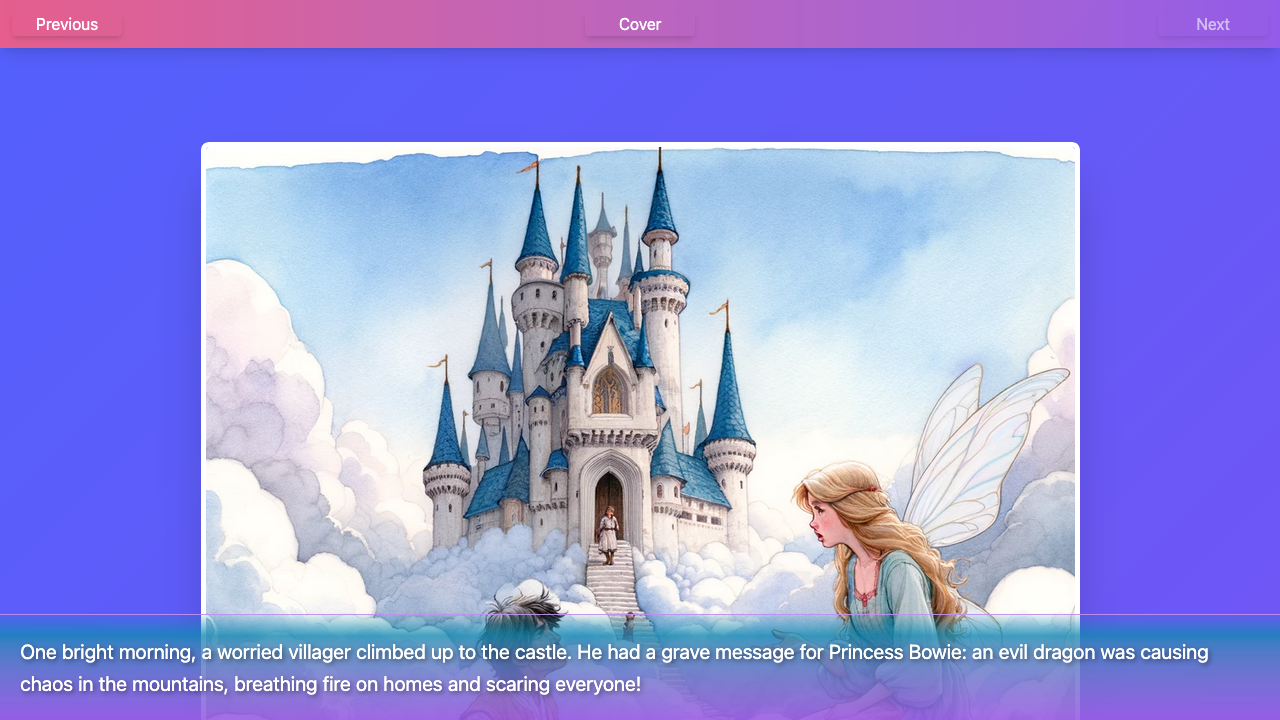 Previous
Cover
Next
One bright morning, a worried villager climbed up to the castle. He had a grave message for Princess Bowie: an evil dragon was causing
chaos in the mountains, breathing fire on homes and scaring everyone!